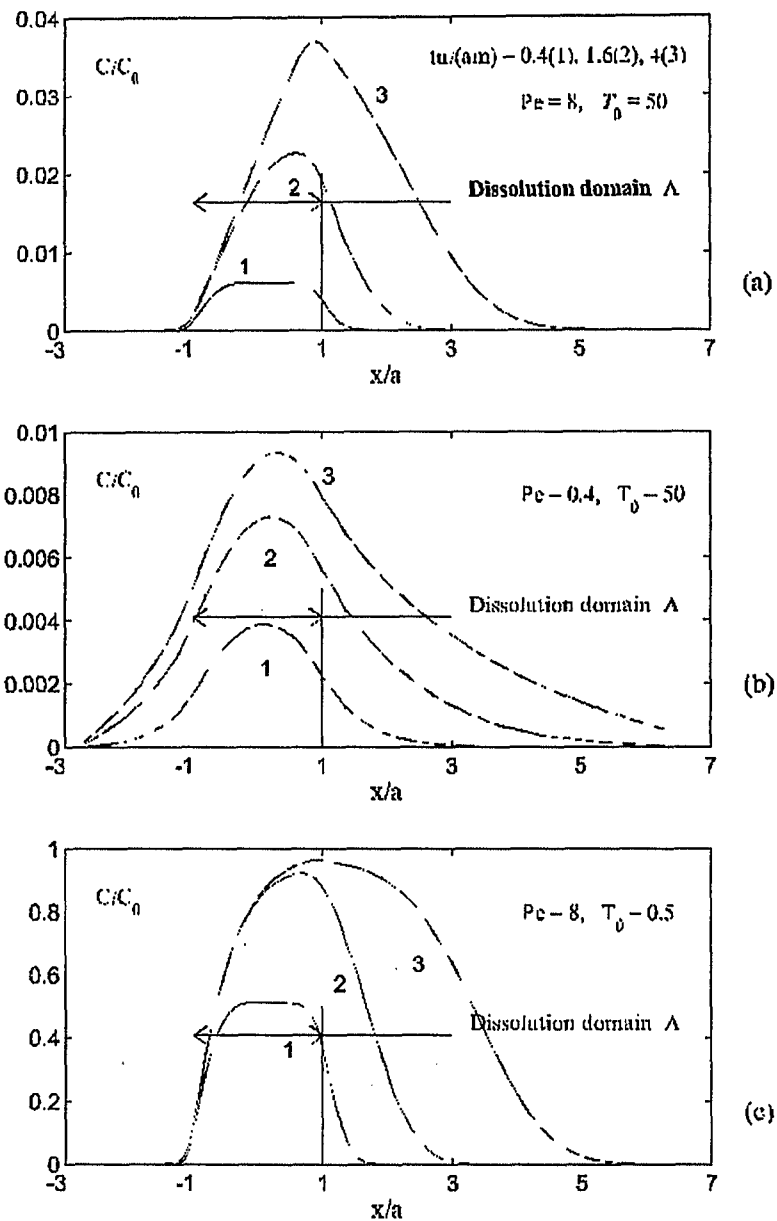 0.04
C/C0
tu/(am) – 0.4(1), 1.6(2), 4(3)
0.03
3
Pe = 8, T0 = 50
0.02
2
Dissolution domain Λ
0.01
1
(a)
0
-3 -1 1 3 5 7
x/a
0.01
C/C0
3
Pe – 0.4, T0 – 50
0.008
0.006
2
Dissolution domain Λ
0.004
1
0.002
(b)
0
-3 -1 1 3 5 7
x/a
1
C/C0
Pe – 8, T0 – 0.5
0.8
3
0.6
2
Dissolution domain Λ
0.4
1
0.2
(c)
0
-3 -1 1 3 5 7
x/a